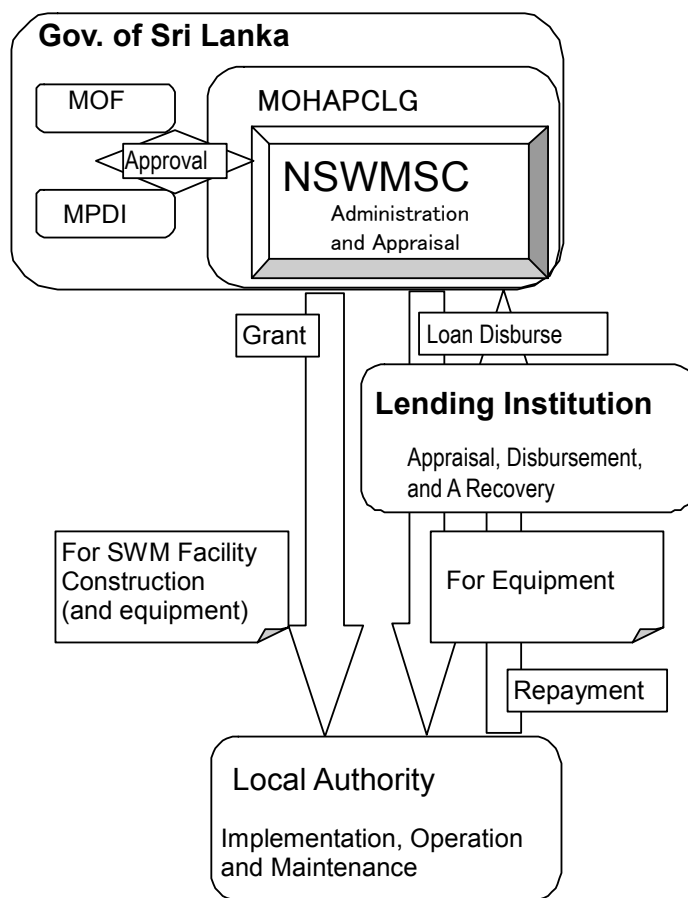 Gov. of Sri Lanka
MOF
MOHAPCLG
Approval
NSWMSC
MPDI
Administration
and Appraisal
Grant
Loan Disburse
Lending Institution
Appraisal, Disbursement,
and A Recovery
For SWM Facility
Construction
(and equipment)
For Equipment
Repayment
Local Authority
Implementation, Operation
and Maintenance